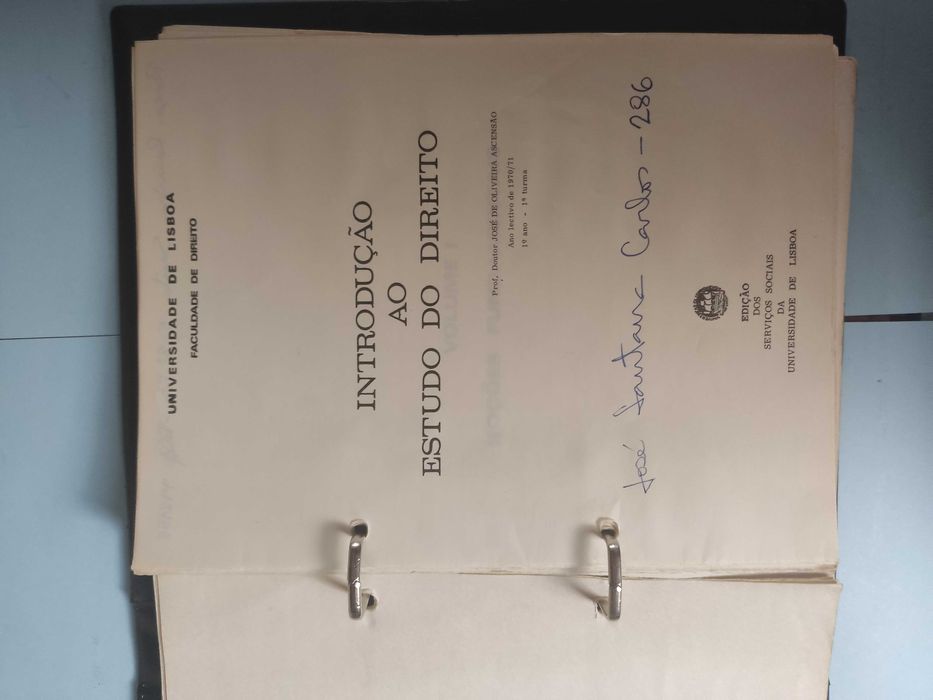 UNIVERSIDADE DE LISBOA
FACULDADE DE DIREITO
INTRODUÇÃO
AO
ESTUDO DO DIREITO
Prof. Doutor JOSÉ DE OLIVEIRA ASCENSÃO
Ano lectivo de 1970/71
1º ano - 1ª turma
José Santana Carlos - 286
EDIÇÃO
DOS
SERVIÇOS SOCIAIS
DA
UNIVERSIDADE DE LISBOA